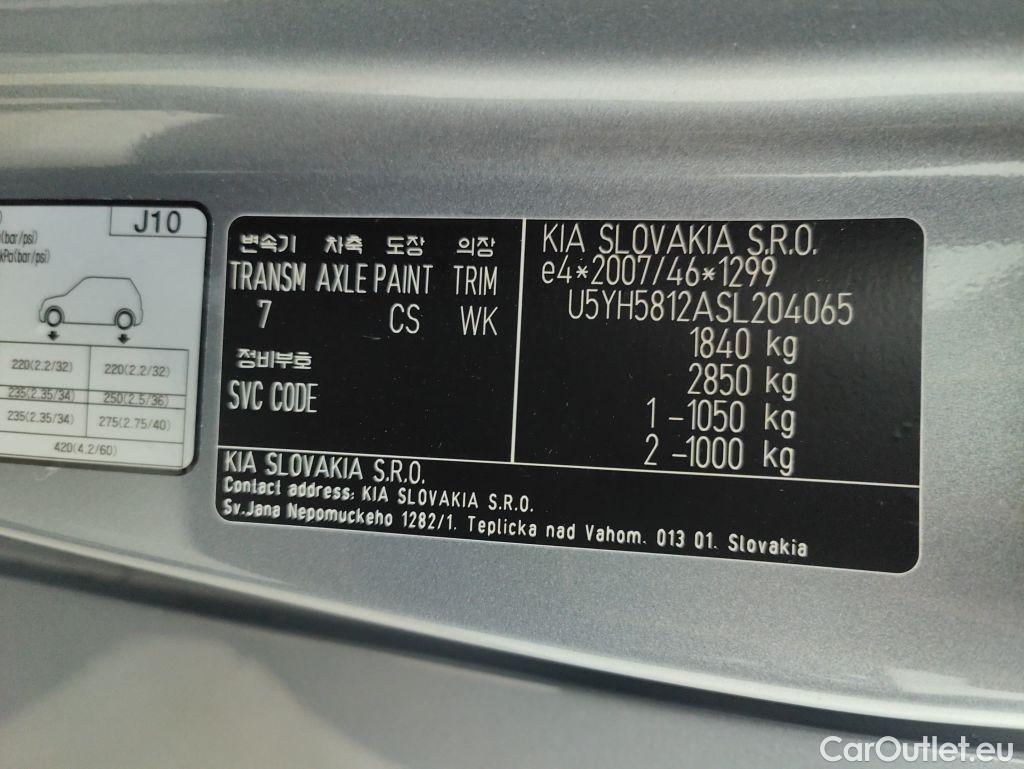 J10
(bar/psi)
kPa(bar/psi)
220(2.2/32) 220(2.2/32)
235(2.35/34) 250(2.5/36)
235(2.35/34) 275(2.75/40)
420(4.2/60)
변속기 차축 도장 의장
TRANSM AXLE PAINT TRIM
7 CS WK
정비부호
SVC CODE
KIA SLOVAKIA S.R.O.
e4*2007/46*1299
U5YH5812ASL204065
1840 kg
2850 kg
1 -1050 kg
2 -1000 kg
KIA SLOVAKIA S.R.O.
Contact address: KIA SLOVAKIA S.R.O.
Sv.Jana Nepomuckeho 1282/1. Teplicka nad Vahom. 013 01. Slovakia
CarOutlet.eu